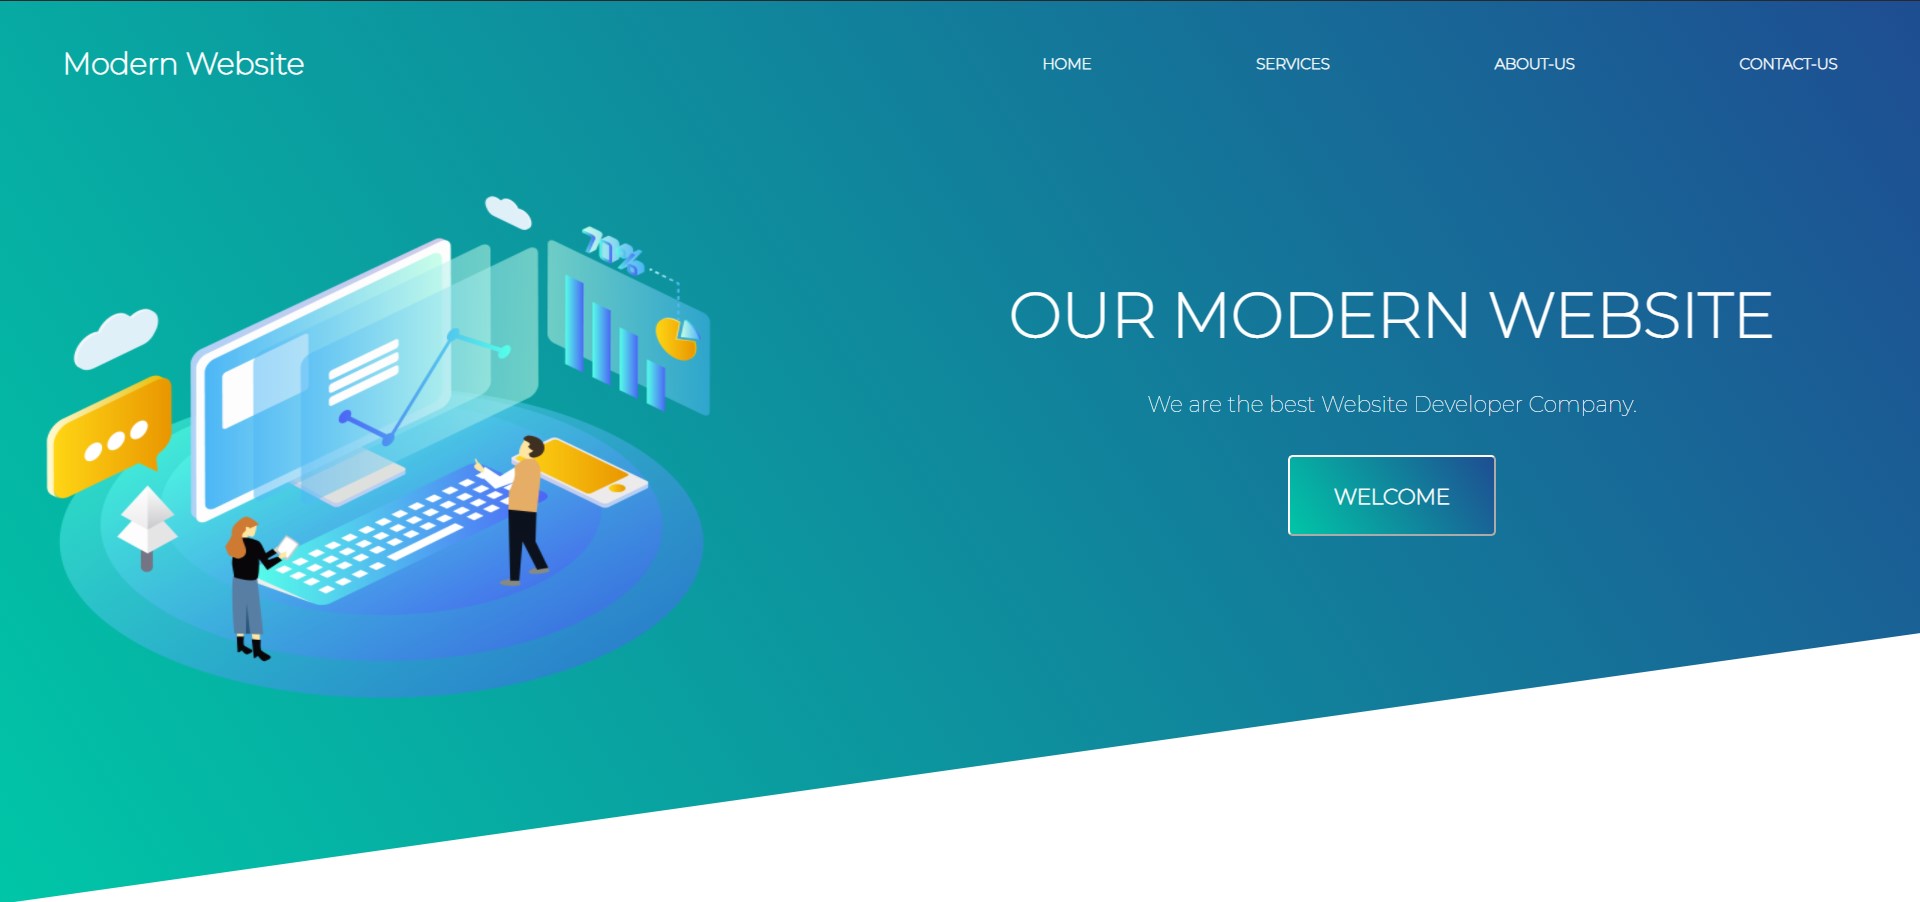 Modern Website
HOME SERVICES ABOUT-US CONTACT-US
70%
OUR MODERN WEBSITE
We are the best Website Developer Company.
WELCOME